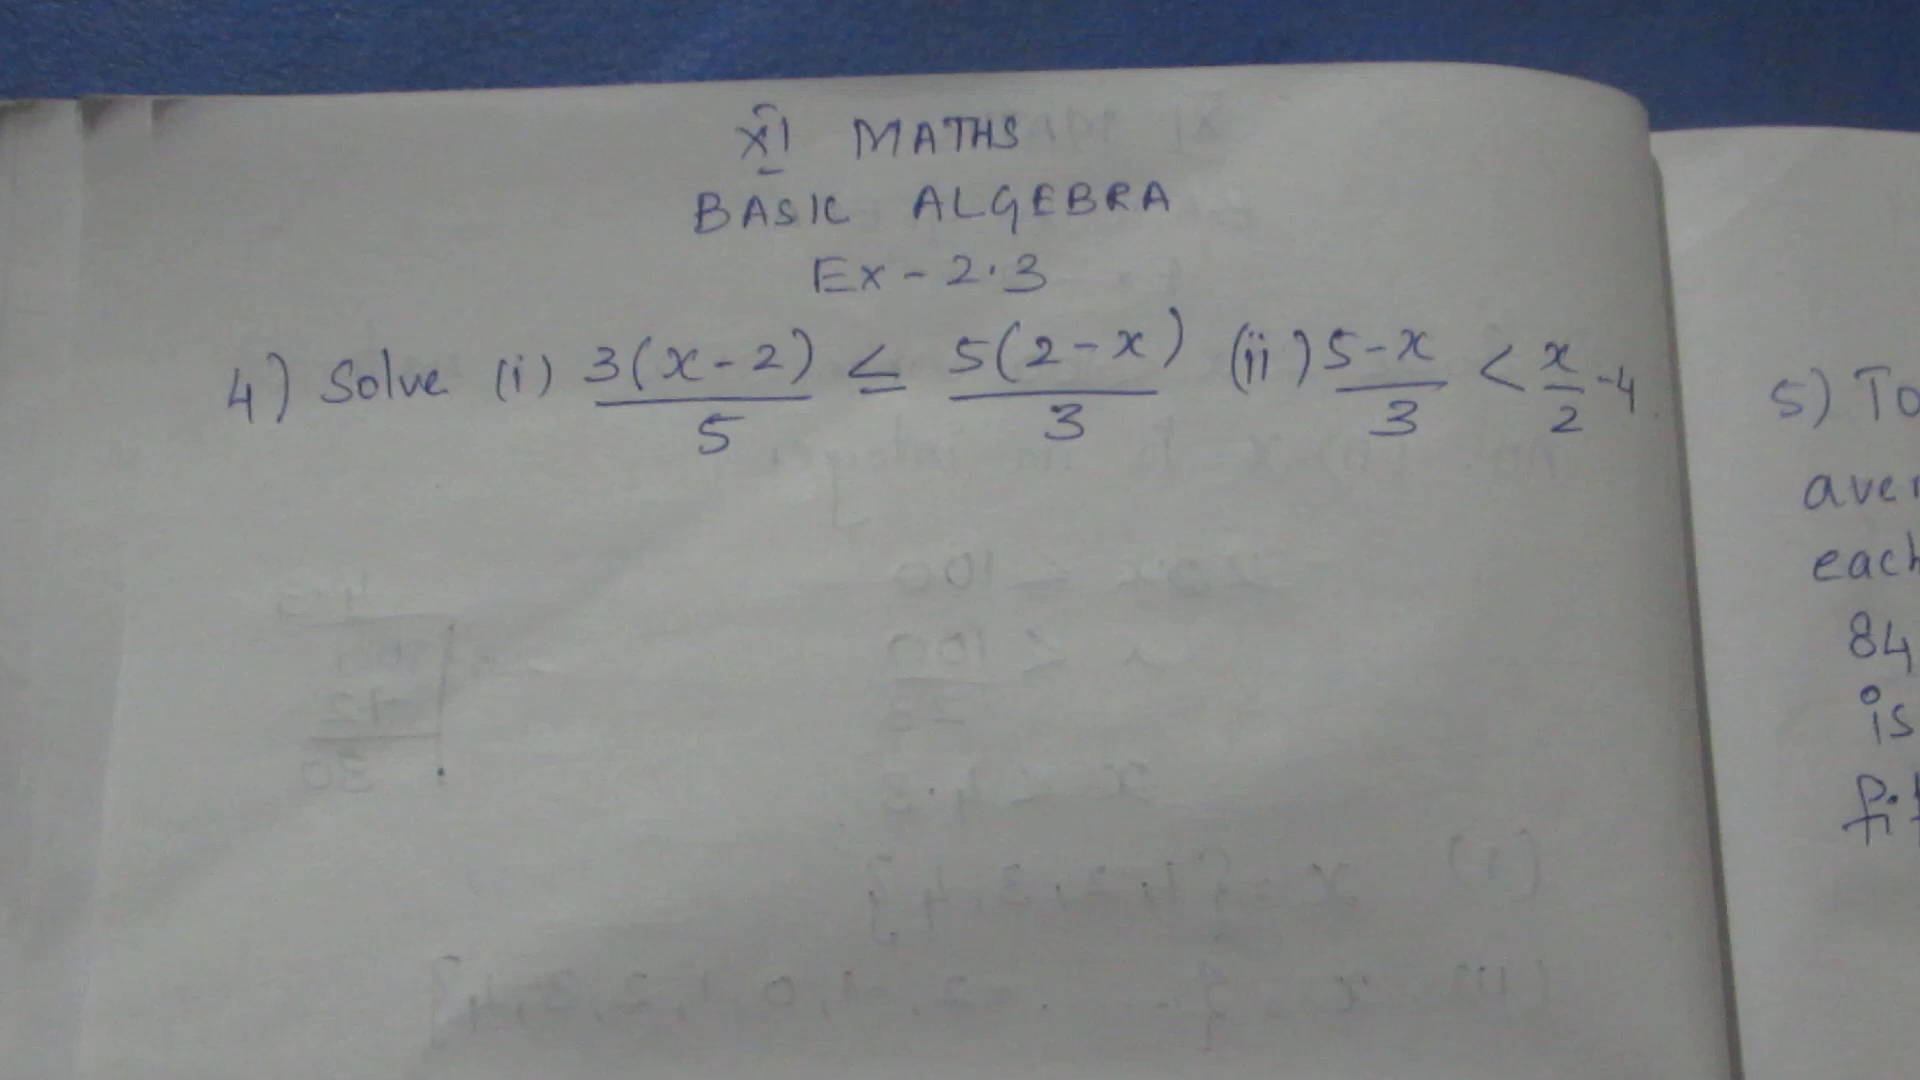 XI MATHS
BASIC ALGEBRA
Ex - 2.3
4) Solve (i) 3(x-2)/5 ≤ 5(2-x)/3 (ii) 5-x/3 < x/2 - 4
5) To
each
84
is